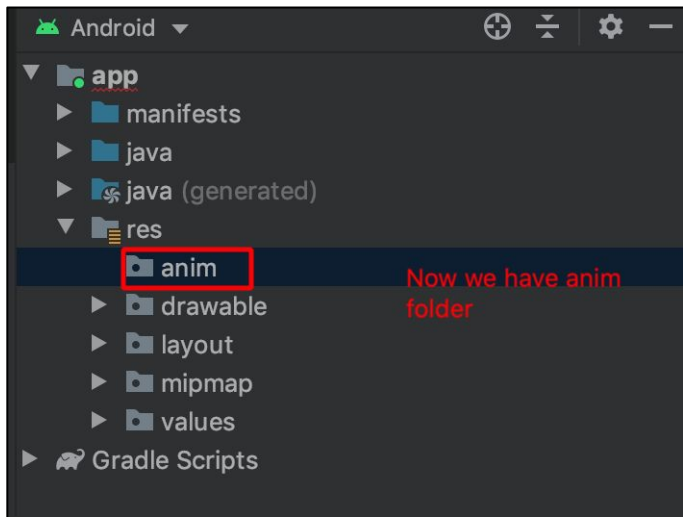 Android
app
manifests
java
java (generated)
res
anim
Now we have anim
folder
drawable
layout
mipmap
values
Gradle Scripts